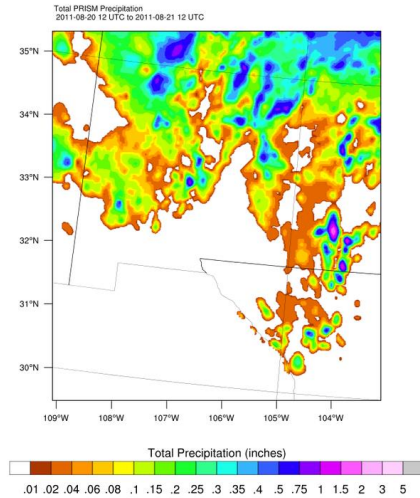 Total PRISM Precipitation
2011-08-20 12 UTC to 2011-08-21 12 UTC
35°N
34°N
33°N
32°N
31°N
30°N
109°W 108°W 107°W 106°W 105°W 104°W
Total Precipitation (inches)
.01 .02 .04 .06 .08 .1 .15 .2 .25 .3 .35 .4 .5 .75 1 1.5 2 3 5